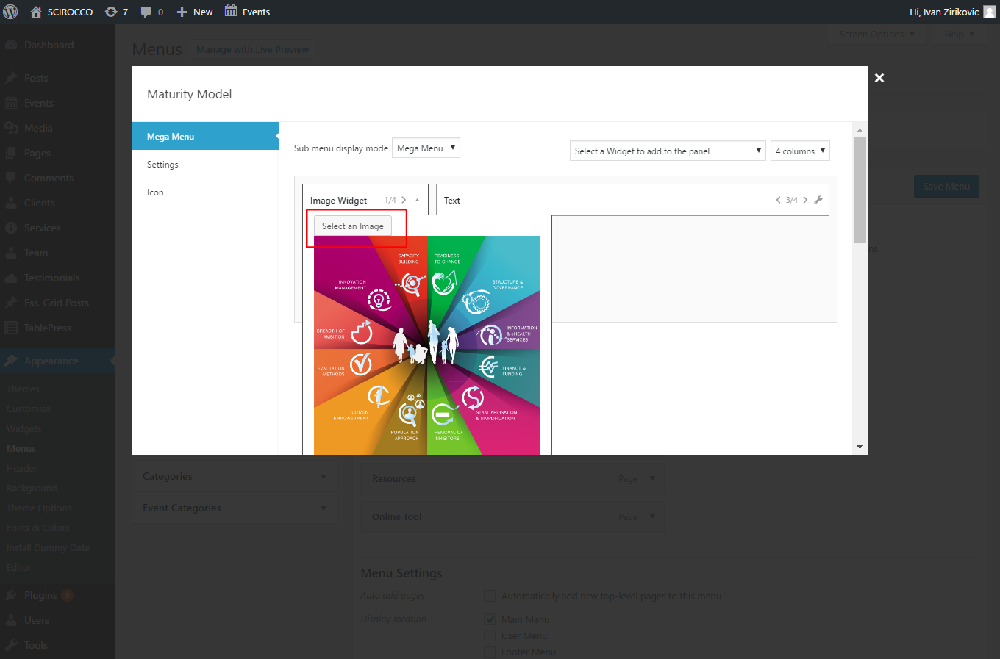 SCIROCCO 7 0 New Events Hi, Ivan Zirikovic
Dashboard
Posts
Events
Media
Pages
Comments
Clients
Services
Team
Testimonials
Ess. Grid Posts
TablePress
Appearance
Themes
Customise
Widgets
Menus
Header
Background
Theme Options
Fonts & Colors
Install Dummy Data
Editor
Plugins 5
Users
Tools
Screen Options Help
Menus Manage with Live Preview
Save Menu
ns.
Maturity Model
Mega Menu
Settings
Icon
Sub menu display mode Mega Menu Select a Widget to add to the panel 4 columns
Image Widget 1/4 Text 3/4
Select an Image
CAPACITY
BUILDING
READINESS
TO CHANGE
INNOVATION
MANAGEMENT
STRUCTURE &
GOVERNANCE
BREADTH OF
AMBITION
INFORMATION
& eHEALTH
SERVICES
EVALUATION
METHODS
FINANCE &
FUNDING
CITIZEN
EMPOWERMENT
STANDARDISATION
& SIMPLIFICATION
POPULATION
APPROACH
REMOVAL OF
INHIBITORS
Categories
Event Categories
Resources Page
Online Tool Page
Menu Settings
Auto add pages Automatically add new top-level pages to this menu
Display location Main Menu
User Menu
Footer Menu